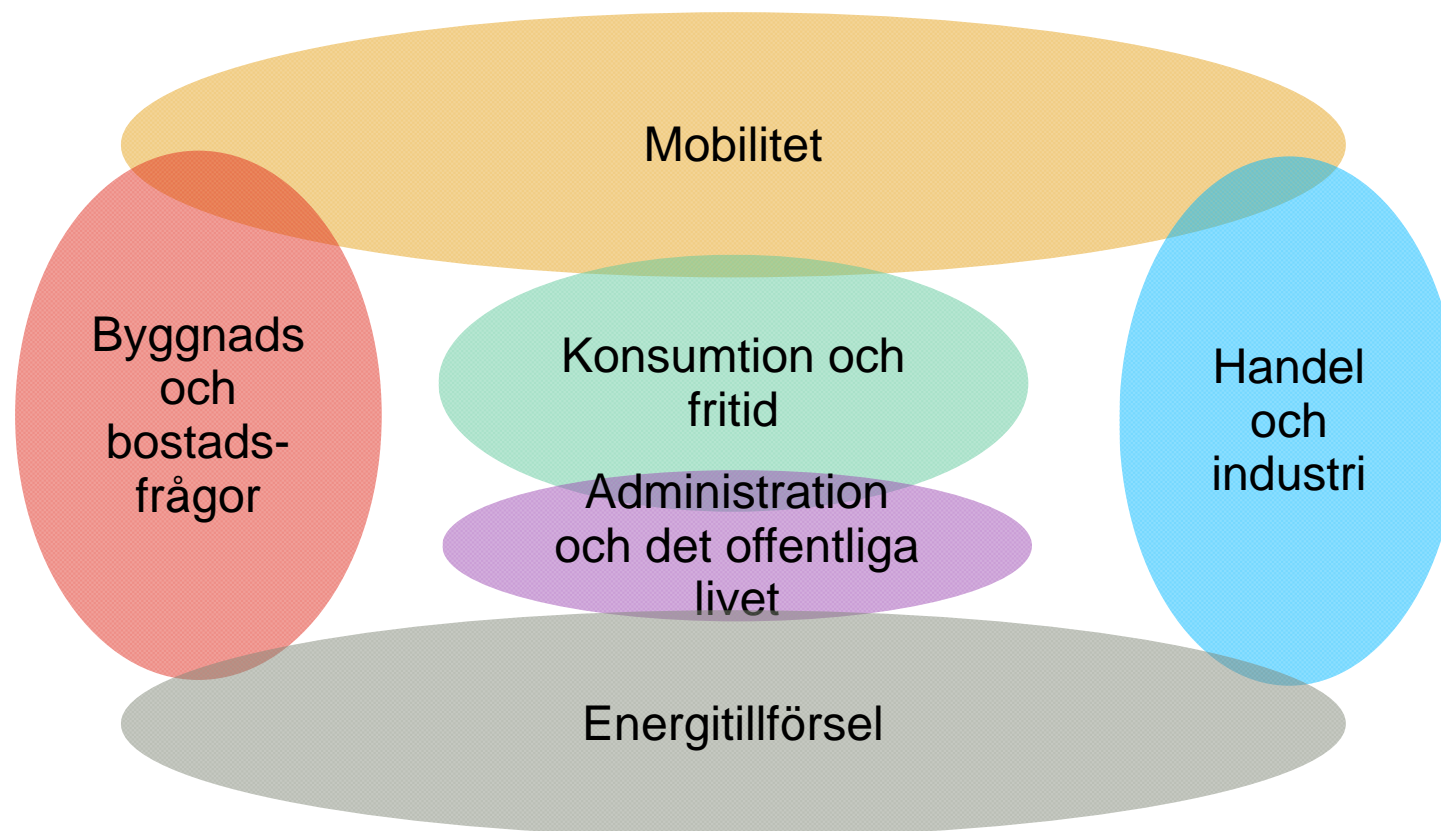 Mobilitet
Byggnads
och
bostads-
frågor
Konsumtion och
fritid
Handel
och
industri
Administration
och det offentliga
livet
Energitillförsel